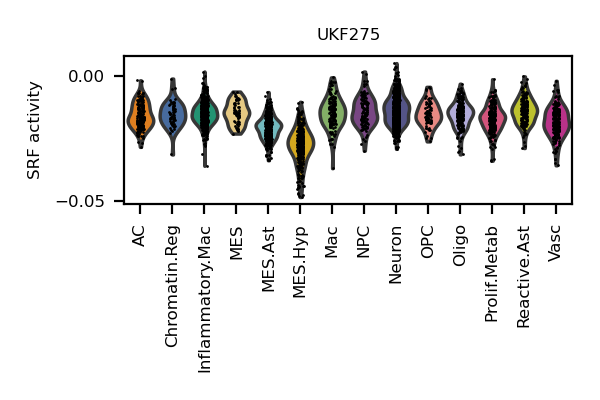 UKF275
SRF activity
0.00
−0.05
AC
Chromatin.Reg
Inflammatory.Mac
MES
MES.Ast
MES.Hyp
Mac
NPC
Neuron
OPC
Oligo
Prolif.Metab
Reactive.Ast
Vasc